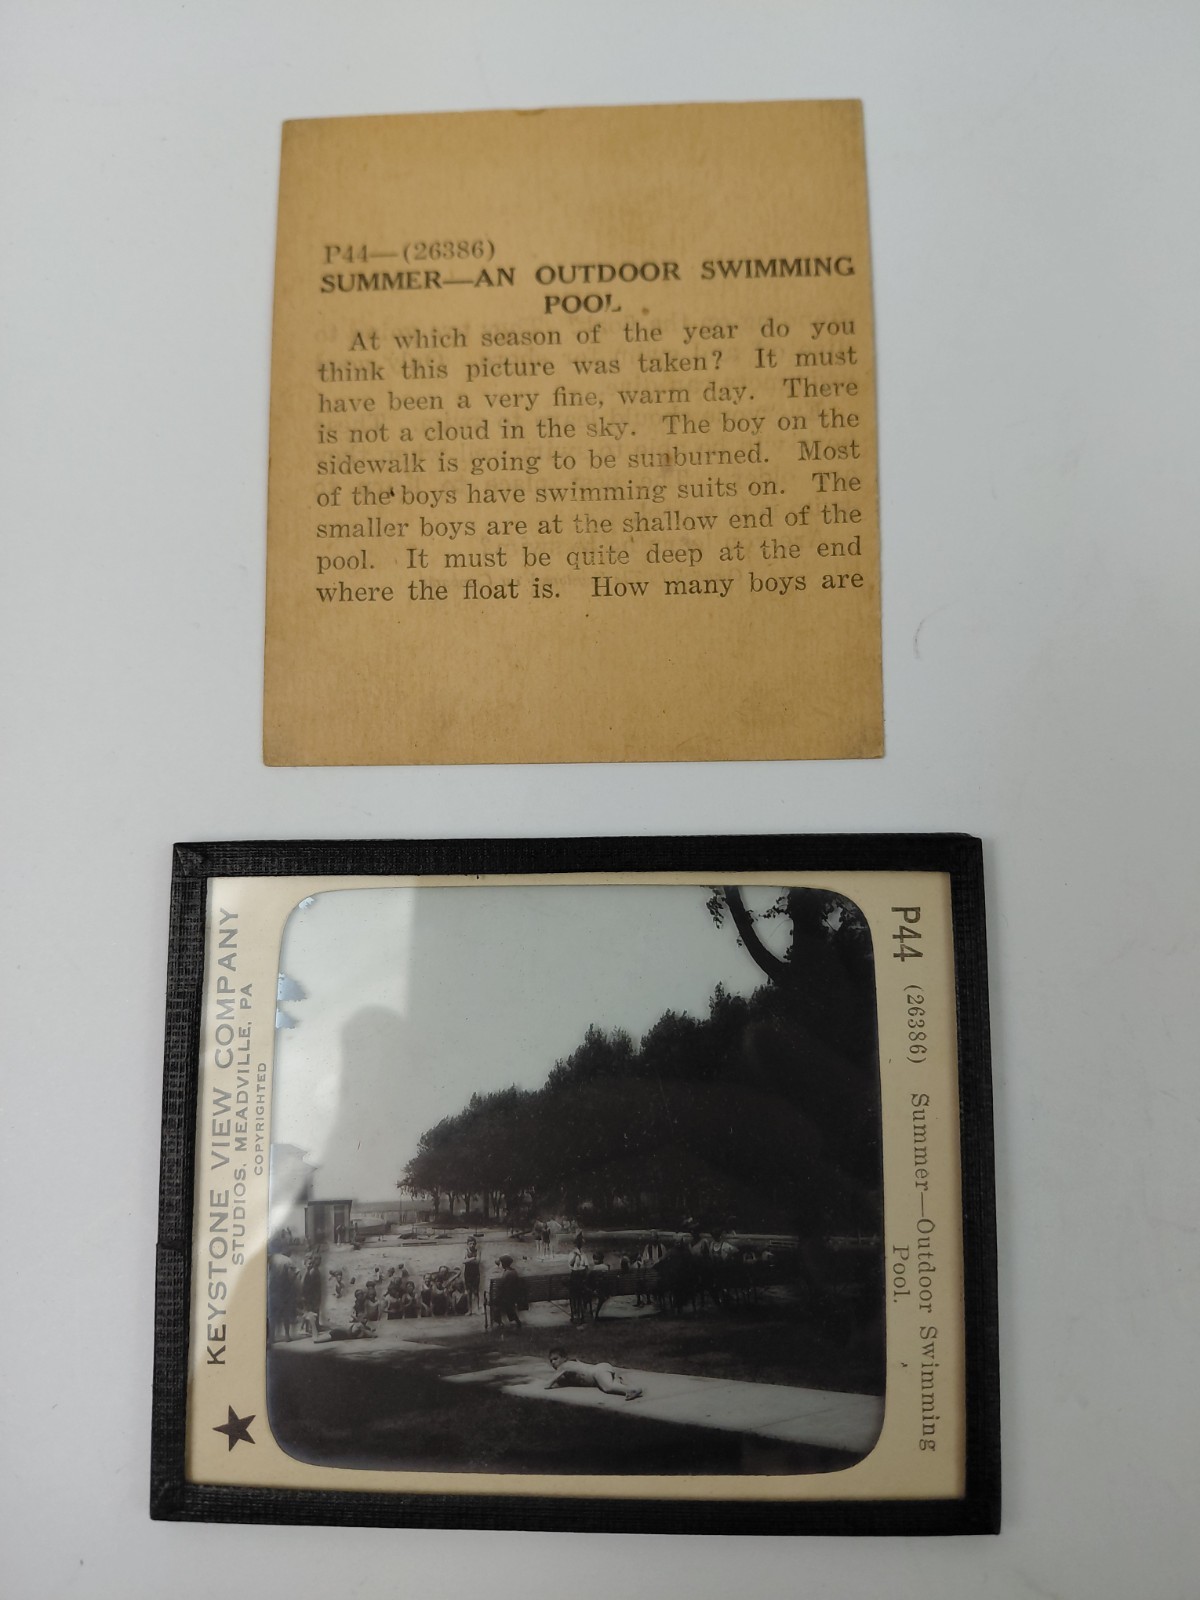 P44—(26386)
SUMMER—AN OUTDOOR SWIMMING
POOL
At which season of the year do you
think this picture was taken? It must
have been a very fine, warm day. There
is not a cloud in the sky. The boy on the
sidewalk is going to be sunburned. Most
of the boys have swimming suits on. The
smaller boys are at the shallow end of the
pool. It must be quite deep at the end
where the float is. How many boys are
KEYSTONE VIEW COMPANY
STUDIOS, MEADVILLE, PA
COPYRIGHTED
P44 (26386) Summer—Outdoor Swimming
Pool.